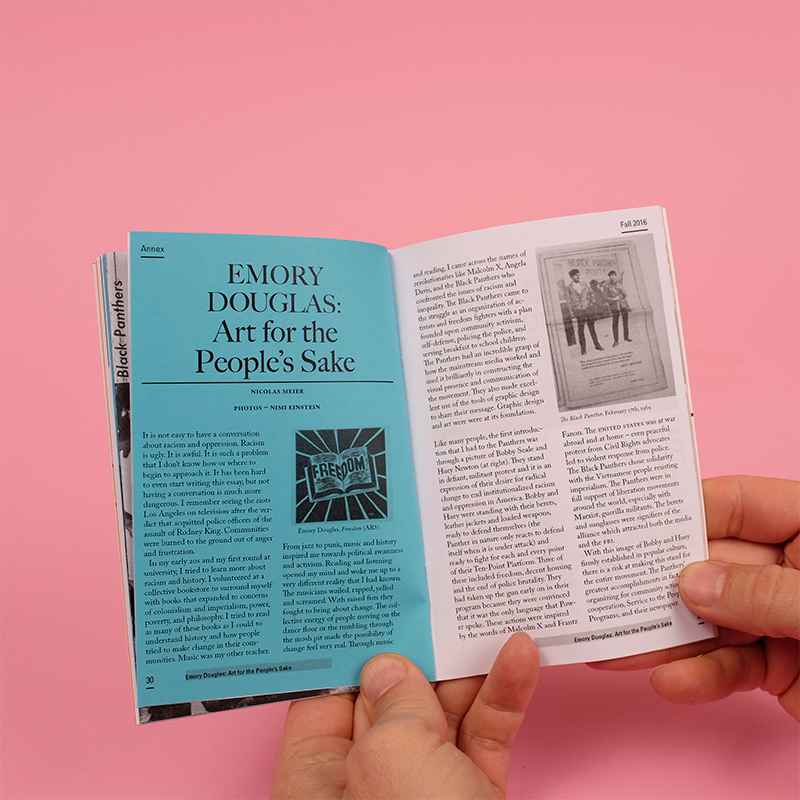 Black Panthers
Annex
EMORY
DOUGLAS:
Art for the
People's Sake
NICOLAS MEIER
PHOTOS — NIMI EINSTEIN
It is not easy to have a conversation
about racism and oppression. Racism
is ugly. It is awful. It is such a problem
that I don't know how or where to
begin to approach it. It has been hard
to even start writing this essay, but not
having a conversation is much more
dangerous. I remember seeing the riots
Los Angeles on television after the ver-
dict that acquitted police officers of the
assault of Rodney King. Communities
were burned to the ground out of anger
and frustration.
In my early 20s and my first round at
university, I tried to learn more about
racism and history. I volunteered at a
collective bookstore to surround myself
with books that expanded to concerns
of colonialism and imperialism, power,
poverty, and philosophy. I tried to read
as many of these books as I could to
understand history and how people
tried to make change in their com-
munities. Music was my other teacher.
FREEDOM
Emory Douglas, Freedom (ARS)
From jazz to punk, music and history
inspired me towards political awareness
and activism. Reading and listening
opened my mind and woke me up to a
very different reality that I had known.
The musicians wailed, rapped, yelled
and screamed. With raised fists they
fought to bring about change. The col-
lective energy of people moving on the
dance floor or the rumbling through
the mosh pit made the possibility of
change feel very real. Through music
30
Emory Douglas: Art for the People's Sake
Fall 2016
and reading, I came across the names of
revolutionaries like Malcolm X, Angela
Davis, and the Black Panthers who
confronted the issues of racism and
inequality. The Black Panthers came to
the struggle as an organization of ac-
tivists and freedom fighters with a plan
founded upon community activism,
self-defense, policing the police, and
serving breakfast to school children.
The Panthers had an incredible grasp of
how the mainstream media worked and
used it brilliantly in constructing the
visual presence and communication of
the movement. They also made excel-
lent use of the tools of graphic design
to share their message. Graphic design
and art were at its foundation.
Like many people, the first introduc-
tion that I had to the Panthers was
through a picture of Bobby Seale and
Huey Newton (at right). They stand
in defiant, militant protest and it is an
expression of their desire for radical
change to end institutionalized racism
and oppression in America. Bobby and
Huey were standing with their berets,
leather jackets and loaded weapons,
ready to defend themselves (the
Panther in nature only reacts to defend
itself when it is under attack) and
ready to fight for each and every point
of their Ten-Point Platform. Three of
these included freedom, decent housing
and the end of police brutality. They
had taken up the gun early on in their
program because they were convinced
that it was the only language that Pow-
er spoke. These actions were inspired
by the words of Malcolm X and Frantz
BLACK PANTHER
PARTY
The Black Panther, February 17th, 1969
Fanon. The UNITED STATES was at war
abroad and at home – even peaceful
protest from Civil Rights advocates
led to violent response from police.
The Black Panthers chose solidarity
with the Vietnamese people resisting
imperialism. The Panthers were in
full support of liberation movements
around the world, especially with
Marxist, guerilla militants. The berets
and sunglasses were signifiers of the
alliance which attracted both the media
and the FBI.
With this image of Bobby and Huey
firmly established in popular culture,
there is a risk at making this stand for
the entire movement. The Panthers'
greatest accomplishments in fact
organizing for community
cooperation, Service to the
Programs, and their newspaper
Emory Douglas: Art for the People's Sake